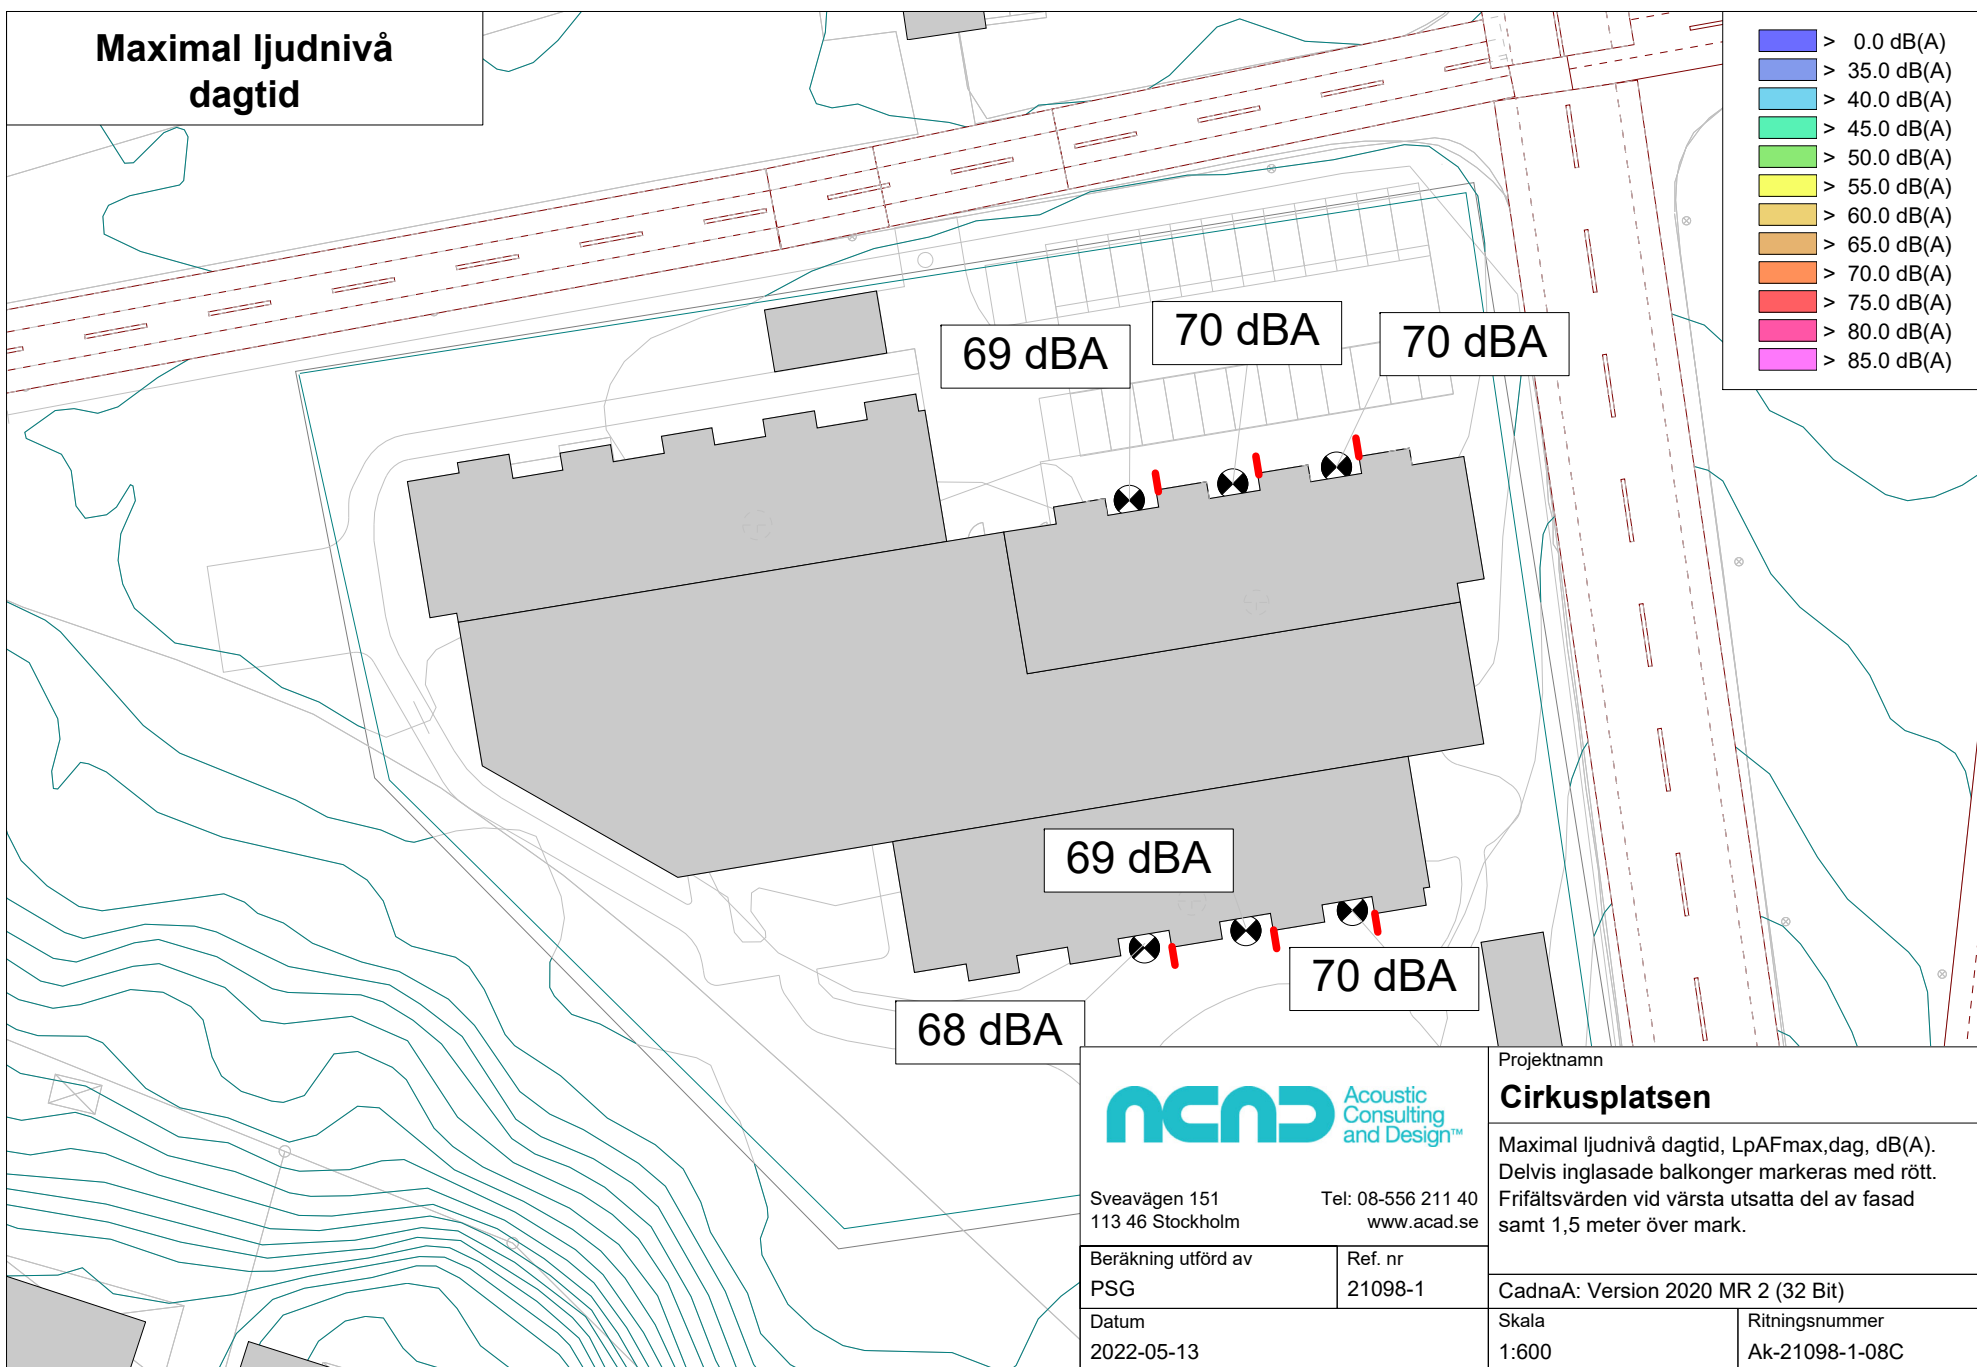 Maximal ljudnivå
dagtid
> 0.0 dB(A)
> 35.0 dB(A)
> 40.0 dB(A)
> 45.0 dB(A)
> 50.0 dB(A)
> 55.0 dB(A)
> 60.0 dB(A)
> 65.0 dB(A)
> 70.0 dB(A)
> 75.0 dB(A)
> 80.0 dB(A)
> 85.0 dB(A)
69 dBA
70 dBA
70 dBA
69 dBA
70 dBA
68 dBA
ACAD
Acoustic
Consulting
and Design™
Sveavägen 151
113 46 Stockholm
Tel: 08-556 211 40
www.acad.se
Beräkning utförd av
PSG
Ref. nr
21098-1
Datum
2022-05-13
Projektnamn
Cirkusplatsen
Maximal ljudnivå dagtid, LpAFmax,dag, dB(A).
Delvis inglasade balkonger markeras med rött.
Frifältsvärden vid värsta utsatta del av fasad
samt 1,5 meter över mark.
CadnaA: Version 2020 MR 2 (32 Bit)
Skala
1:600
Ritningsnummer
Ak-21098-1-08C